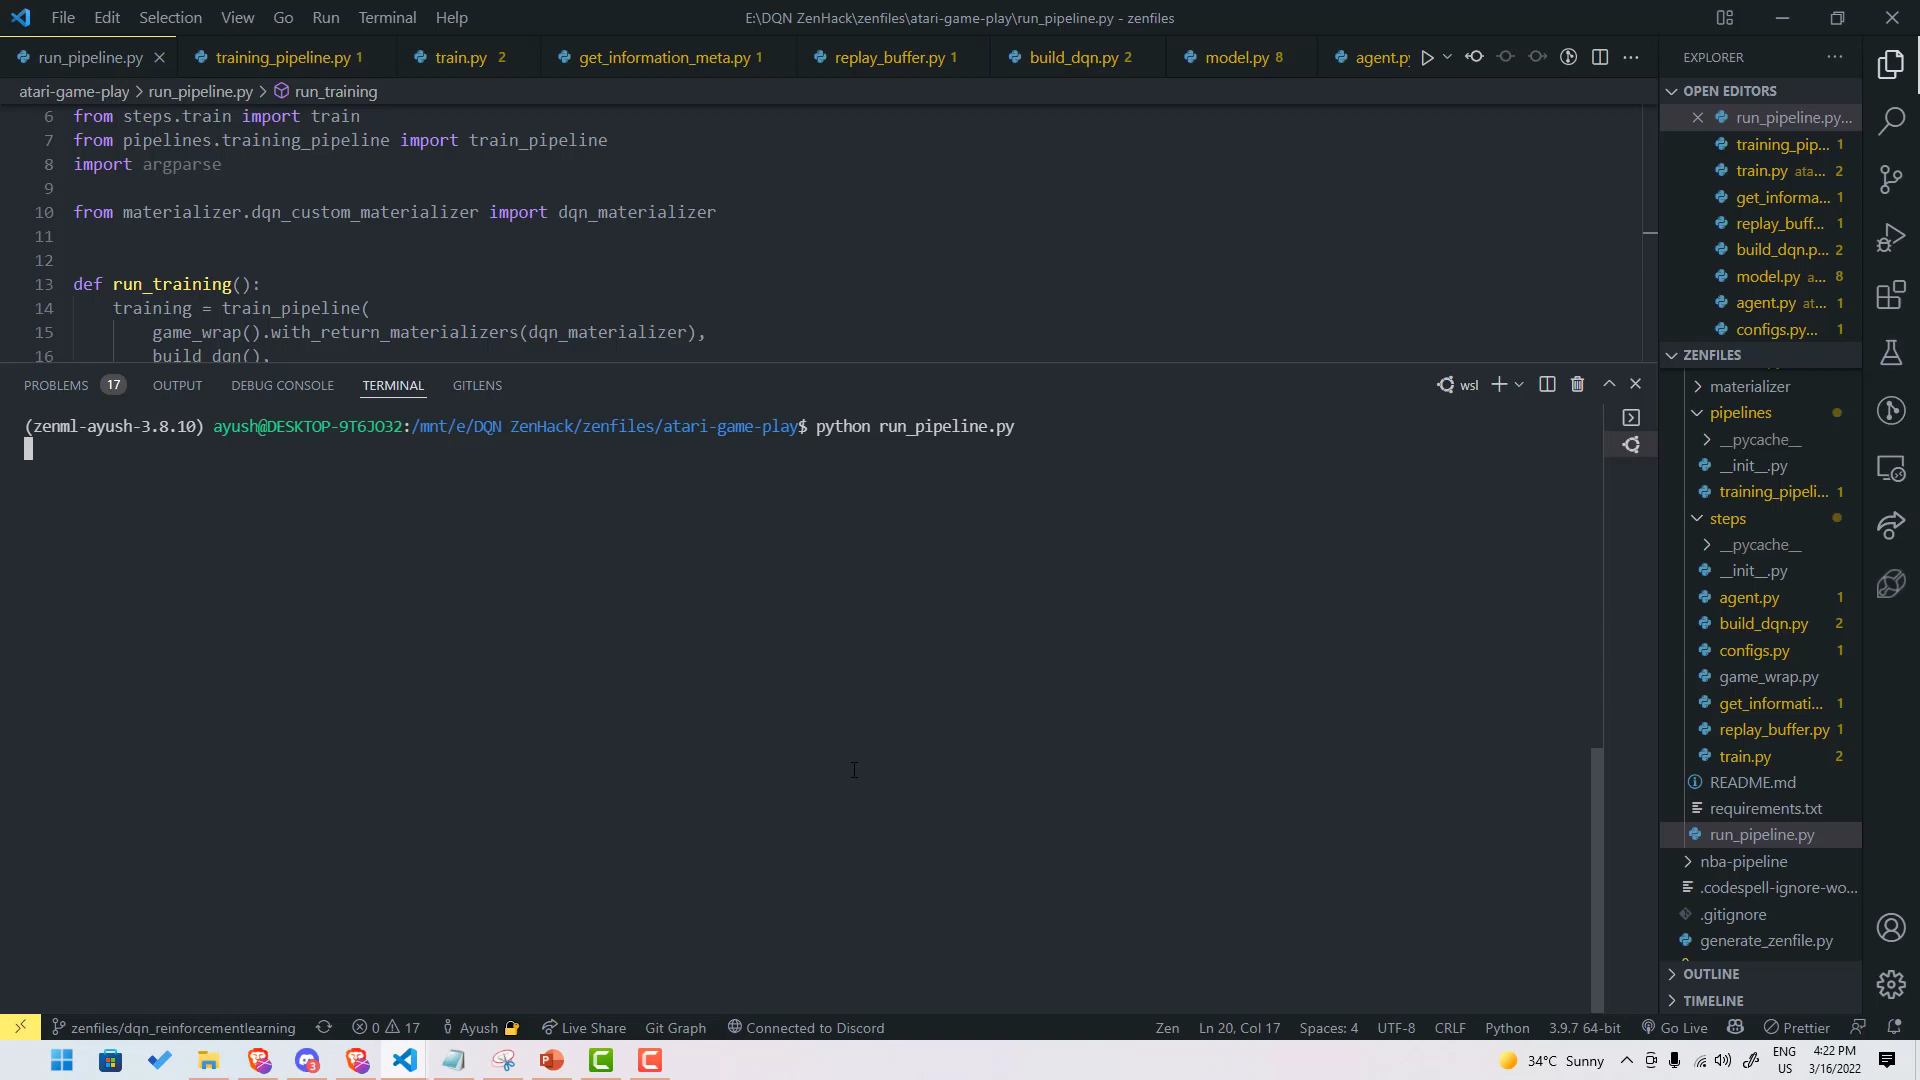 File Edit Selection View Go Run Terminal Help
E:\DQN ZenHack\zenfiles\atari-game-play\run_pipeline.py - zenfiles
run_pipeline.py training_pipeline.py 1 train.py 2 get_information_meta.py 1 replay_buffer.py 1 build_dqn.py 2 model.py 8 agent.py
atari-game-play > run_pipeline.py > run_training
6 from steps.train import train
7 from pipelines.training_pipeline import train_pipeline
8 import argparse
9
10 from materializer.dqn_custom_materializer import dqn_materializer
11
12
13 def run_training():
14 training = train_pipeline(
15 game_wrap().with_return_materializers(dqn_materializer),
16 build_dqn(),
PROBLEMS 17 OUTPUT DEBUG CONSOLE TERMINAL GITLENS
wsl
(zenml-ayush-3.8.10) ayush@DESKTOP-9T6JO32:/mnt/e/DQN ZenHack/zenfiles/atari-game-play$ python run_pipeline.py
EXPLORER
OPEN EDITORS
run_pipeline.py...
training_pip... 1
train.py ata... 2
get_informa... 1
replay_buff... 1
build_dqn.p... 2
model.py a... 8
agent.py at... 1
configs.py... 1
ZENFILES
materializer
pipelines
__pycache__
__init__.py
training_pipeli... 1
steps
__pycache__
__init__.py
agent.py 1
build_dqn.py 2
configs.py 1
game_wrap.py
get_informati... 1
replay_buffer.py 1
train.py 2
README.md
requirements.txt
run_pipeline.py
nba-pipeline
.codespell-ignore-wo...
.gitignore
generate_zenfile.py
OUTLINE
TIMELINE
zenfiles/dqn_reinforcementlearning 0 17 Ayush Live Share Git Graph Connected to Discord
Zen Ln 20, Col 17 Spaces: 4 UTF-8 CRLF Python 3.9.7 64-bit Go Live Prettier
3
34°C Sunny
ENG
US
4:22 PM
3/16/2022